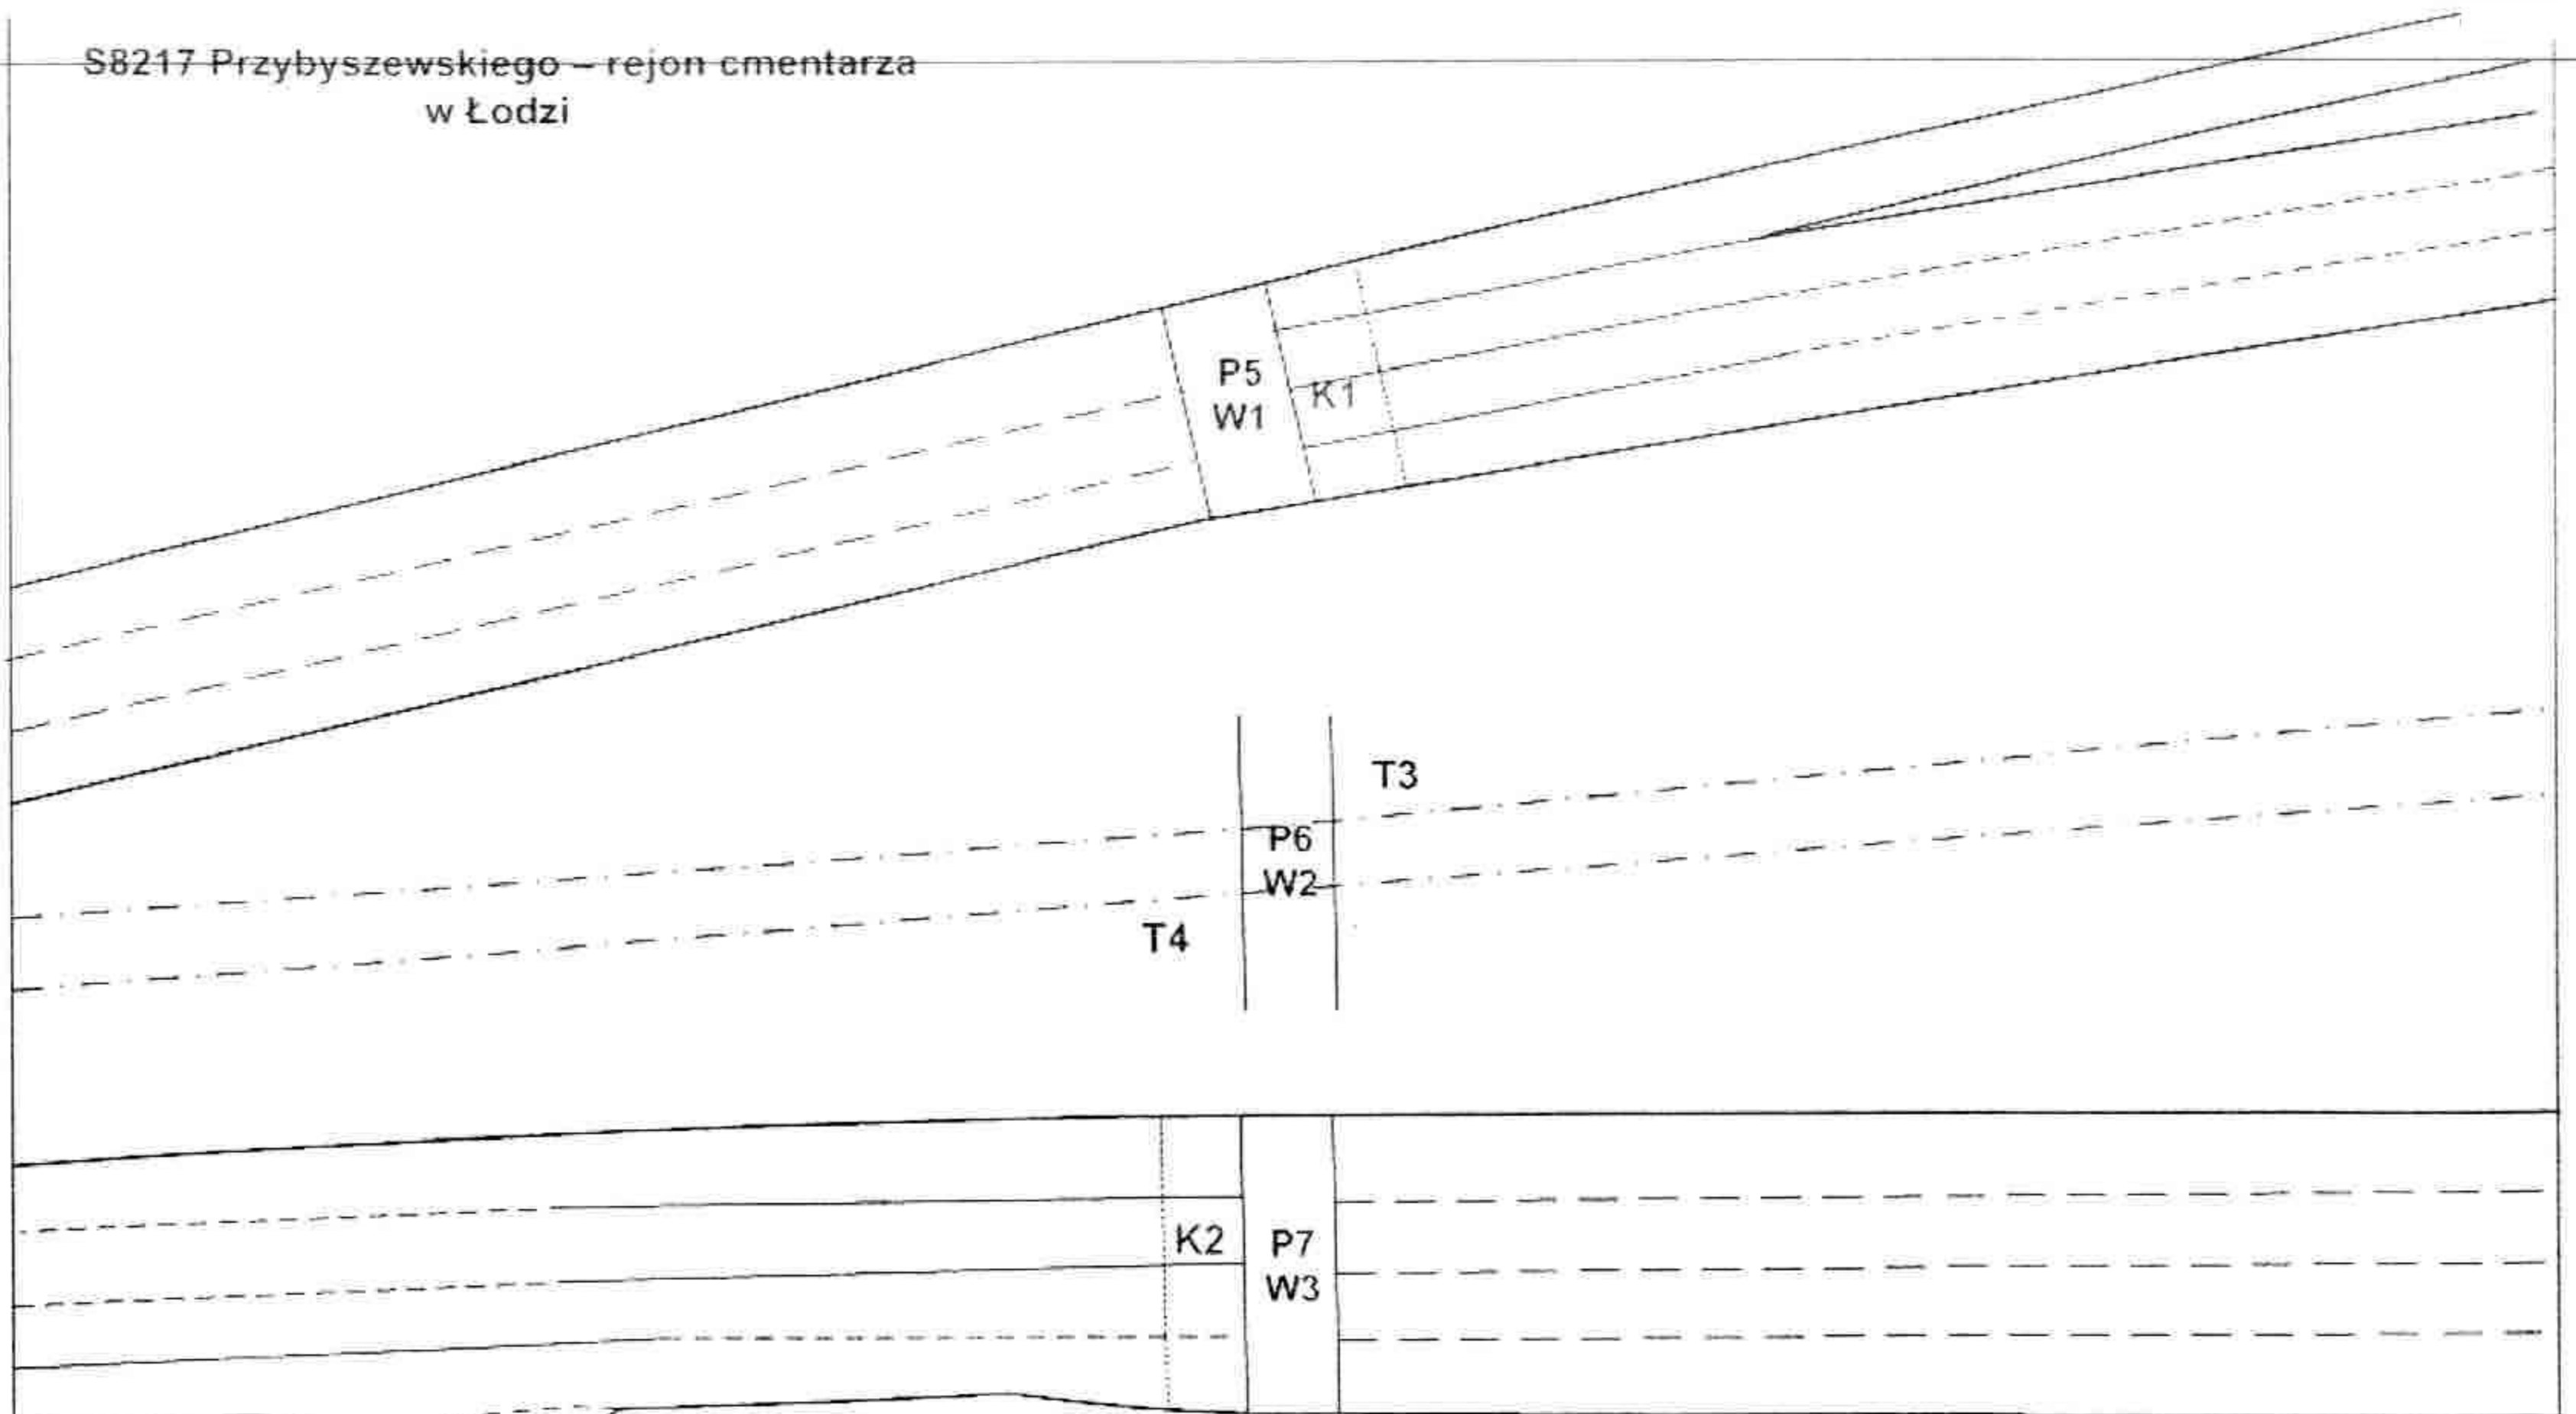 S8217 Przybyszewskiego – rejon cmentarza
w Łodzi
P5
W1
K1
T3
P6
W2
T4
K2
P7
W3